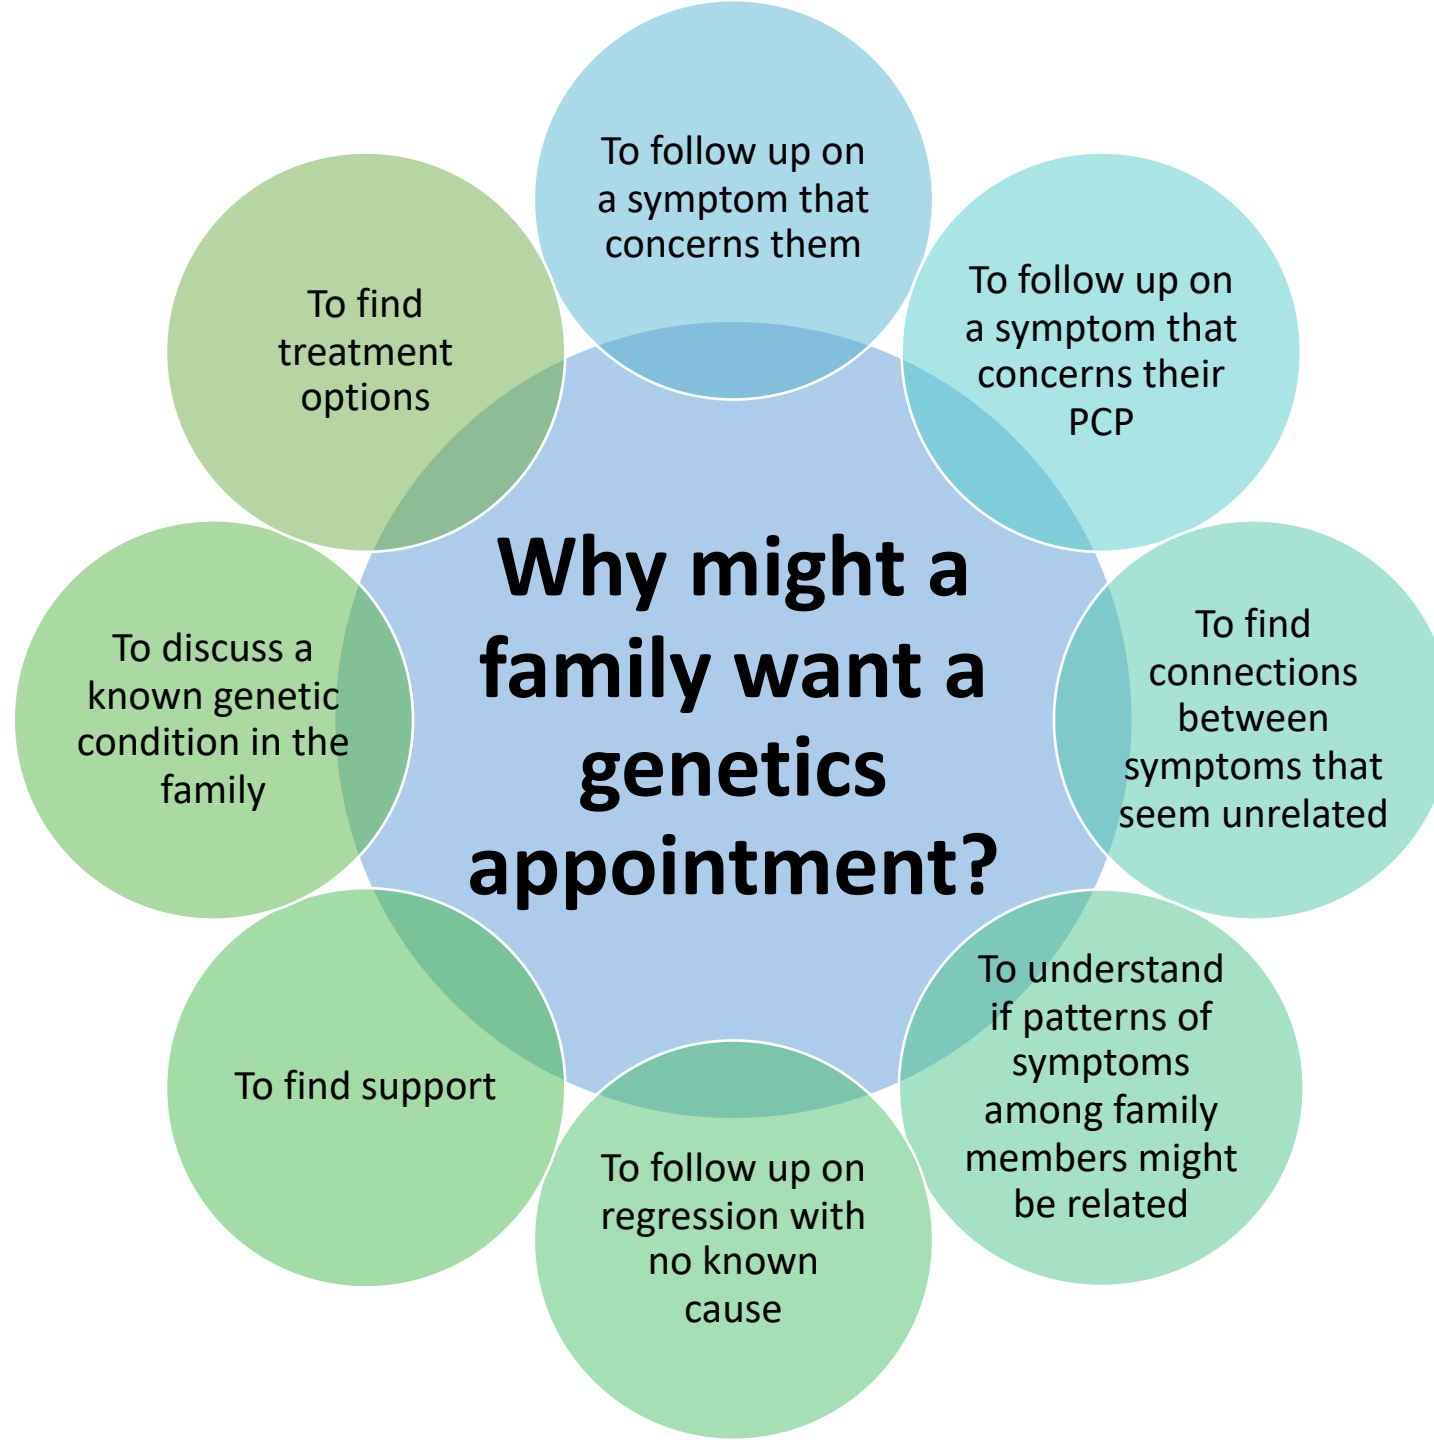 Why might a
family want a
genetics
appointment?
To follow up on
a symptom that
concerns them
To follow up on
a symptom that
concerns their
PCP
To find
connections
between
symptoms that
seem unrelated
To understand
if patterns of
symptoms
among family
members might
be related
To follow up on
regression with
no known
cause
To find support
To discuss a
known genetic
condition in the
family
To find
treatment
options